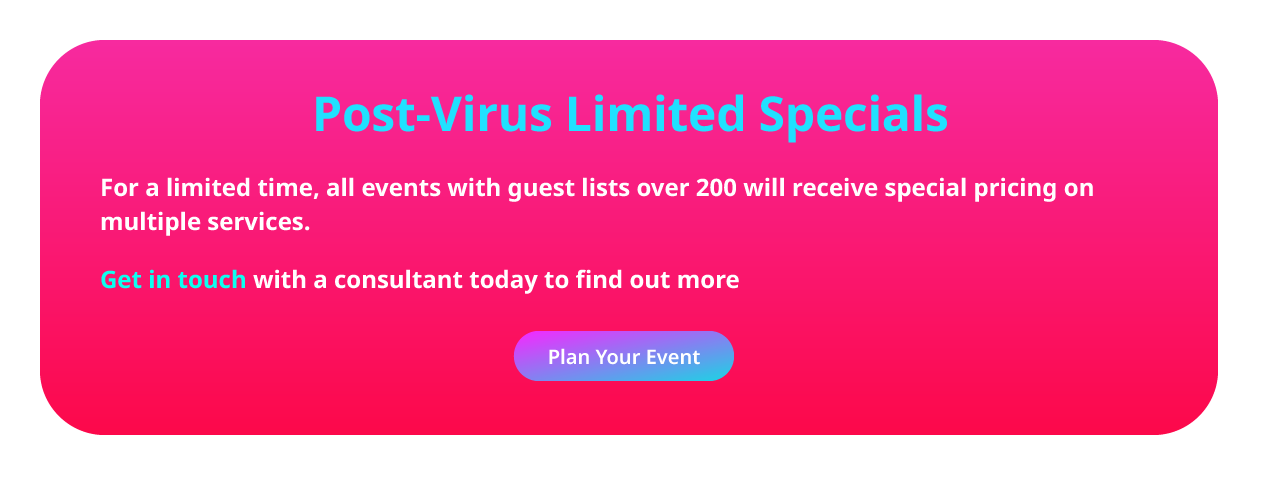 Post-Virus Limited Specials
For a limited time, all events with guest lists over 200 will receive special pricing on
multiple services.
Get in touch with a consultant today to find out more
Plan Your Event